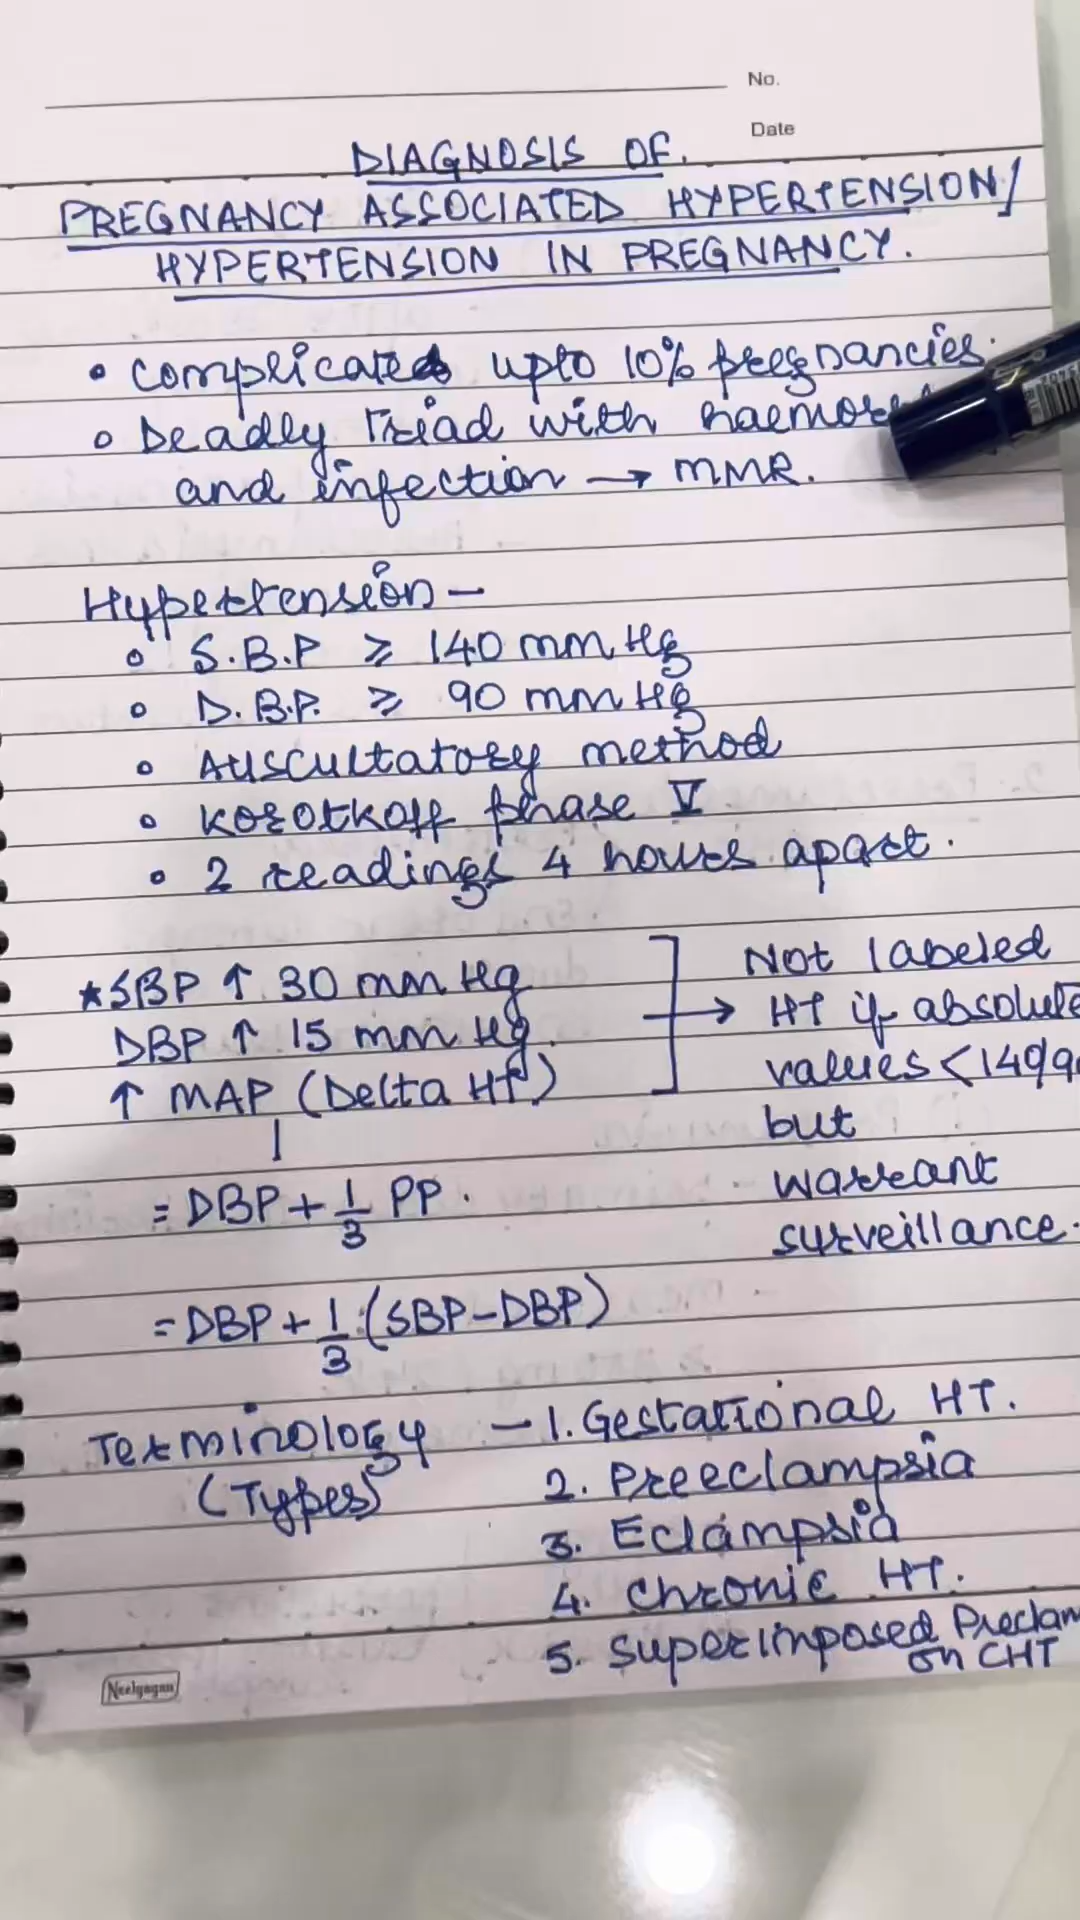 No.
Date
DIAGNOSIS OF.
PREGNANCY ASSOCIATED HYPERTENSION/
HYPERTENSION IN PREGNANCY.
• Complicates upto 10% pregnancies.
• Deadly Triad with
and infection → MMR.
Hypertension –
• S.B.P ≥ 140 mm Hg
• D.B.P. ≥ 90 mm Hg
• Auscultatory method
• Korotkoff phase V
• 2 readings 4 hours apart.
★SBP ↑ 30 mm Hg
DBP ↑ 15 mm Hg.
↑ MAP (Delta HT)
= DBP + 1/3 PP.
= DBP + 1/3 (SBP–DBP)
→ Not labeled
HT if absolute
values <
but
warrant
surveillance.
Terminology – 1. Gestational HT.
(Types)
2. Preeclampsia
3. Eclampsia
4. Chronic HT.
5. Superimposed
on CHT
Neelgagan